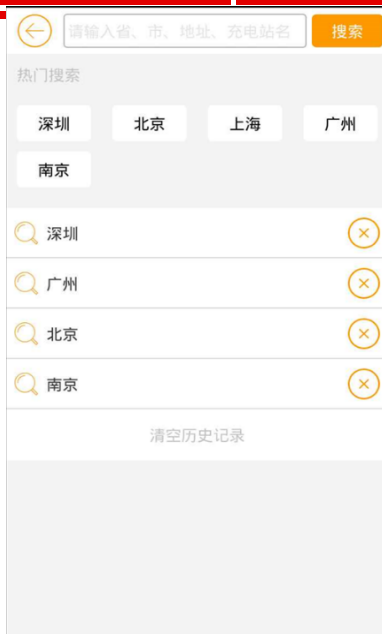 请输入省、市、地址、充电站名 搜索
热门搜索
深圳 北京 上海 广州
南京
深圳
广州
北京
南京
清空历史记录